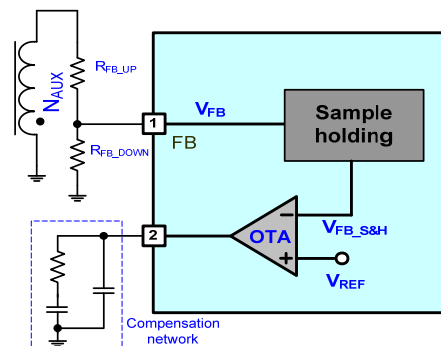 N_AUX
R_FB_UP
R_FB_DOWN
1
FB
V_FB
Sample
holding
V_FB_S&H
2
OTA
−
+
V_REF
Compensation
network